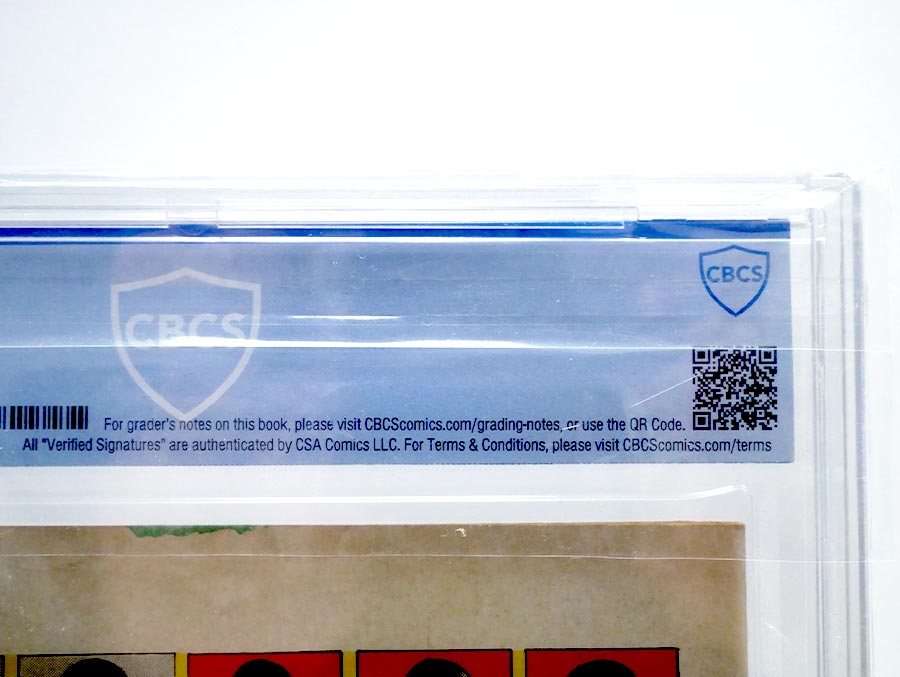 CBCS
CBCS
For grader's notes on this book, please visit CBCScomics.com/grading-notes, or use the QR Code.
All "Verified Signatures" are authenticated by CSA Comics LLC. For Terms & Conditions, please visit CBCScomics.com/terms